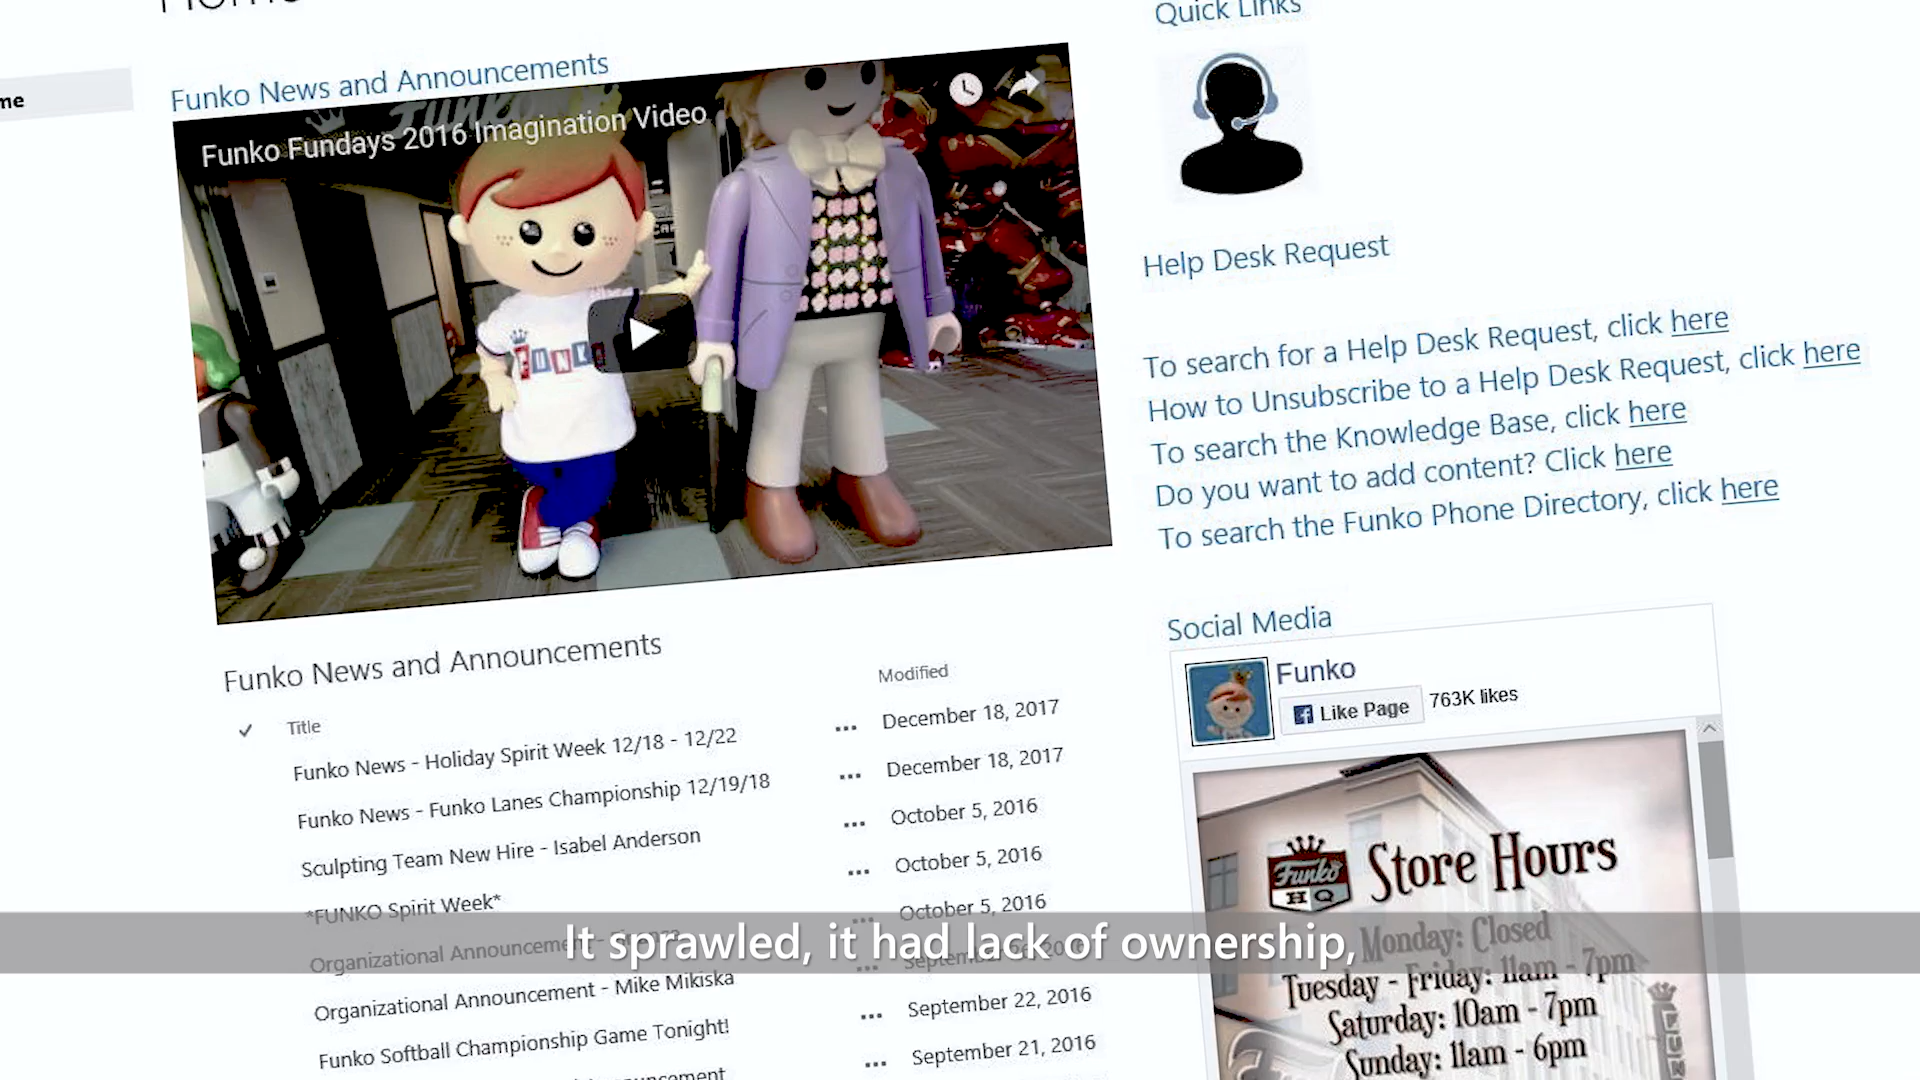 Funko News and Announcements
Funko Fundays 2016 Imagination Video
FUNKO
Funko News and Announcements
✓ Title Modified
Funko News - Holiday Spirit Week 12/18 - 12/22 ... December 18, 2017
Funko News - Funko Lanes Championship 12/19/18 ... December 18, 2017
Sculpting Team New Hire - Isabel Anderson ... October 5, 2016
*FUNKO Spirit Week* ... October 5, 2016
Organizational Announcement - ... October 5, 2016
Organizational Announcement - Mike Mikiska ...
Funko Softball Championship Game Tonight! ... September 22, 2016
... September 21, 2016
Quick Links
Help Desk Request
To search for a Help Desk Request, click here
How to Unsubscribe to a Help Desk Request, click here
To search the Knowledge Base, click here
Do you want to add content? Click here
To search the Funko Phone Directory, click here
Social Media
Funko
Like Page 763K likes
Funko
HQ
Store Hours
Monday: Closed
Tuesday - Friday: 11am - 7pm
Saturday: 10am - 7pm
Sunday: 11am - 6pm
It sprawled, it had lack of ownership,